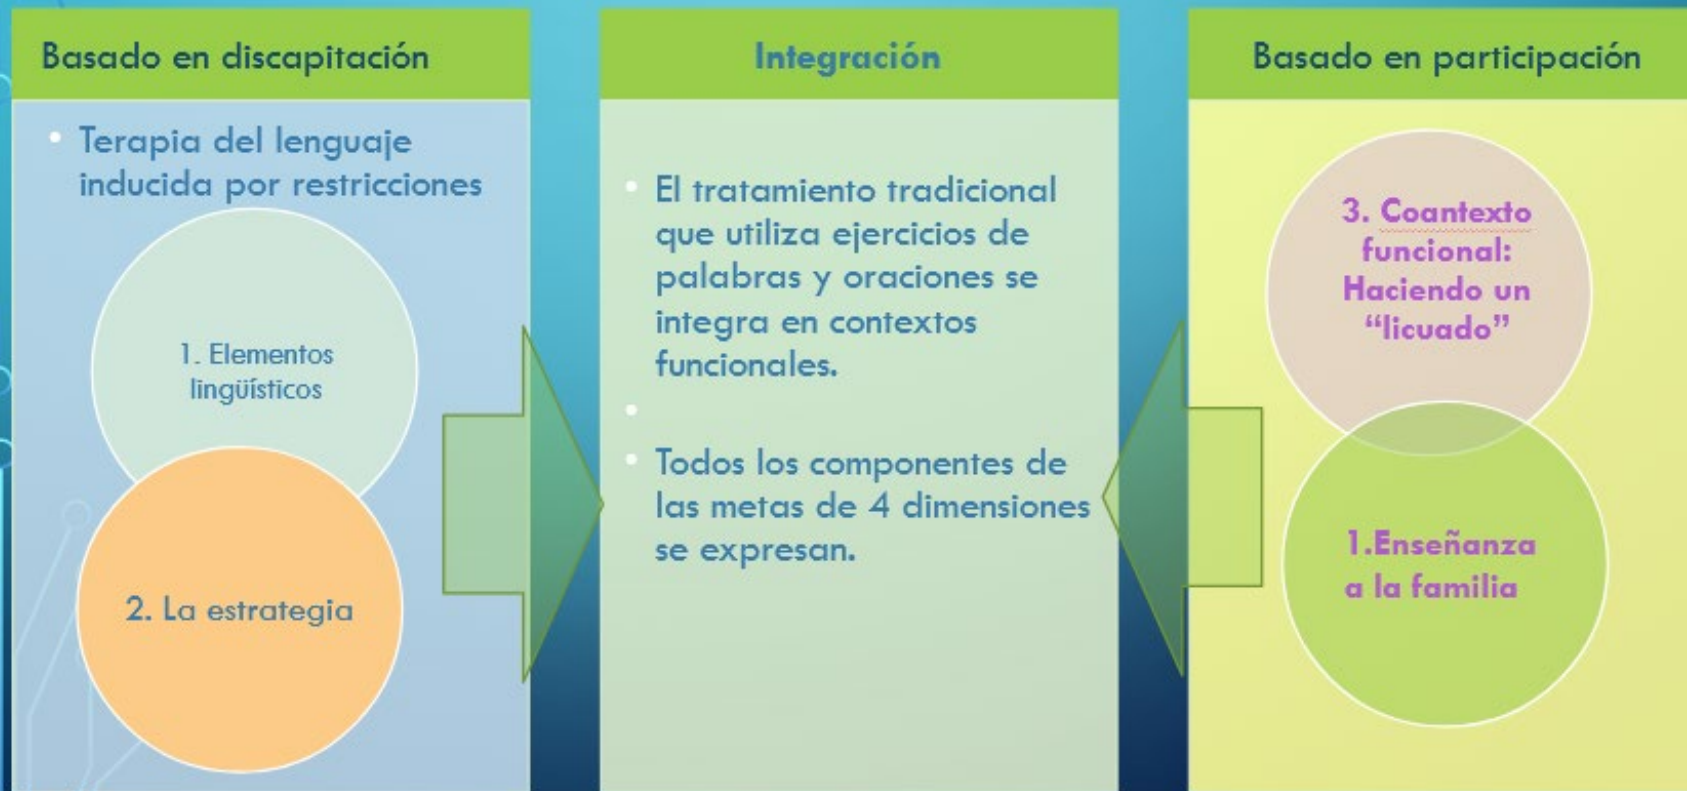 Basado en discapitación
• Terapia del lenguaje
inducida por restricciones
1. Elementos
lingüísticos
2. La estrategia
Integración
• El tratamiento tradicional
que utiliza ejercicios de
palabras y oraciones se
integra en contextos
funcionales.
•
• Todos los componentes de
las metas de 4 dimensiones
se expresan.
Basado en participación
3. Coantexto
funcional:
Haciendo un
“licuado”
1.Enseñanza
a la familia